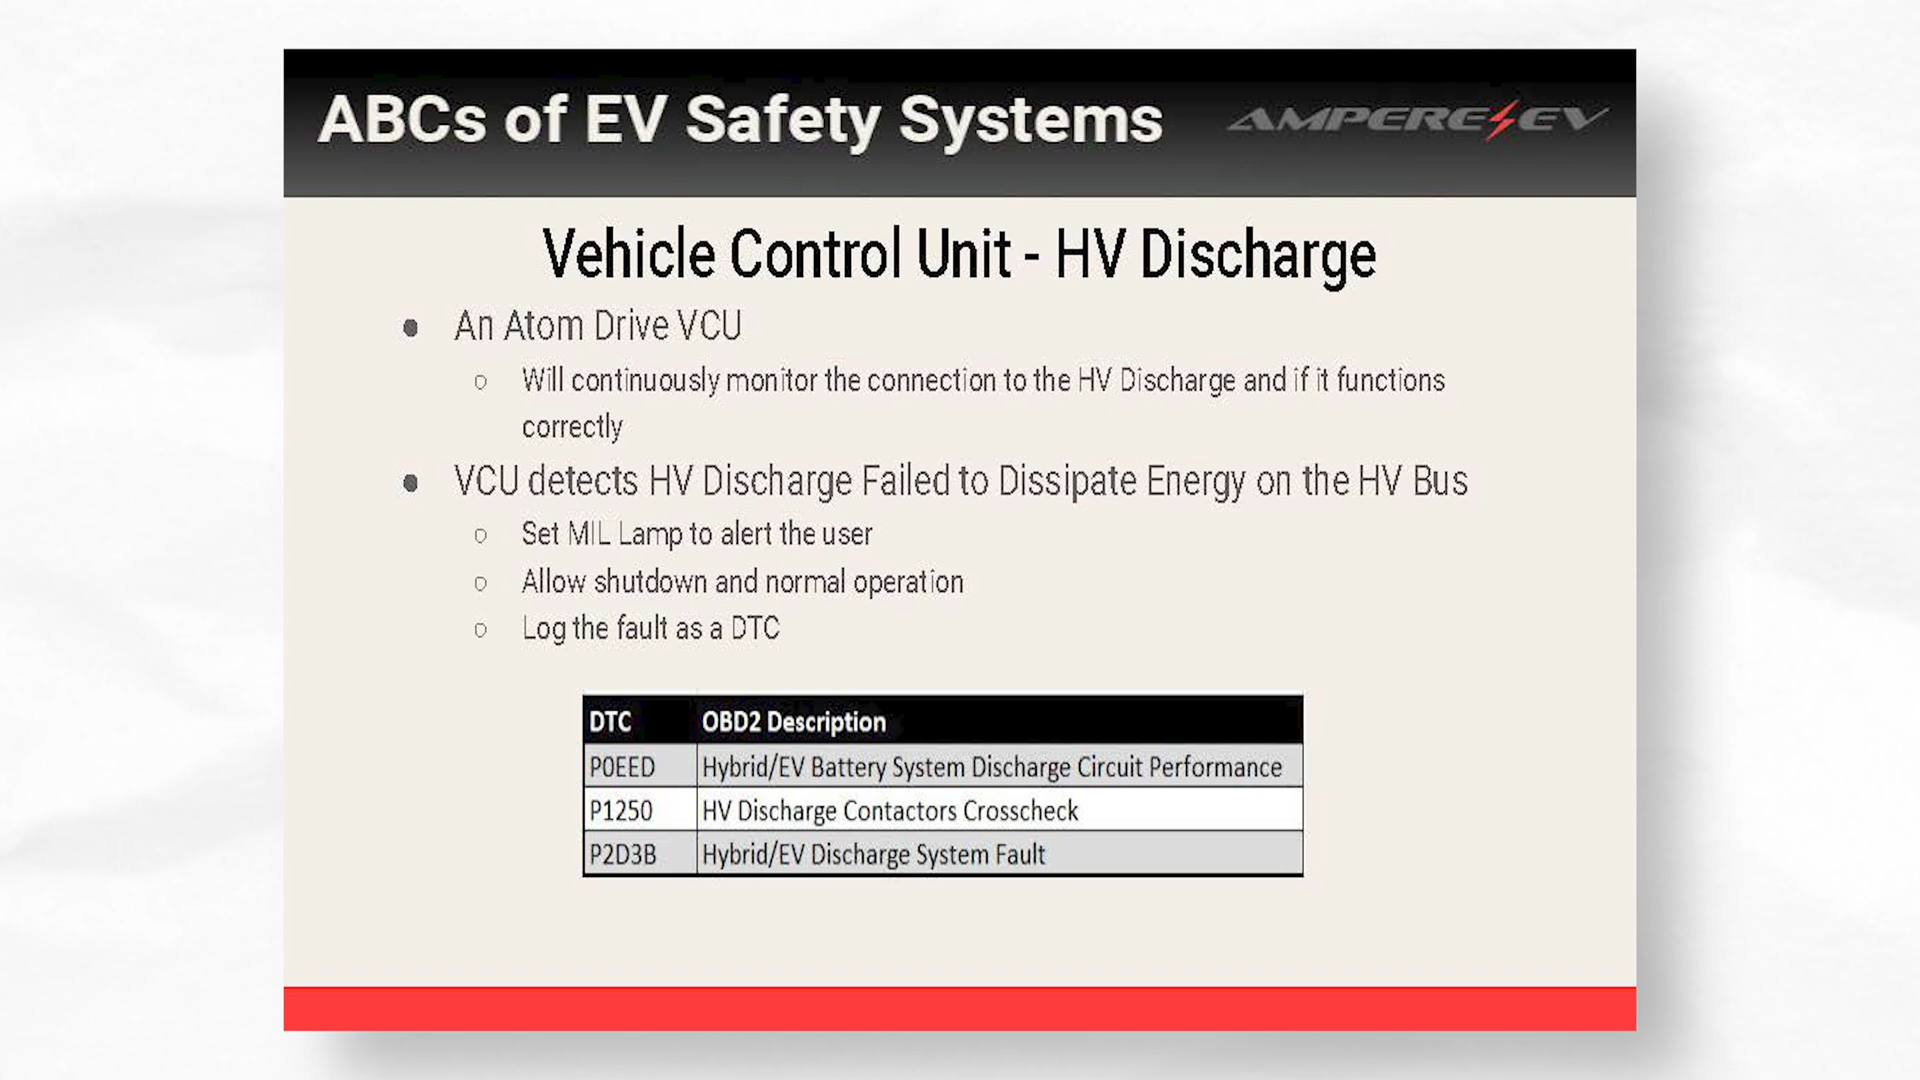 ABCs of EV Safety Systems
AMPERE EV
Vehicle Control Unit - HV Discharge
● An Atom Drive VCU
○ Will continuously monitor the connection to the HV Discharge and if it functions
correctly
● VCU detects HV Discharge Failed to Dissipate Energy on the HV Bus
○ Set MIL Lamp to alert the user
○ Allow shutdown and normal operation
○ Log the fault as a DTC
DTC OBD2 Description
P0EED Hybrid/EV Battery System Discharge Circuit Performance
P1250 HV Discharge Contactors Crosscheck
P2D3B Hybrid/EV Discharge System Fault